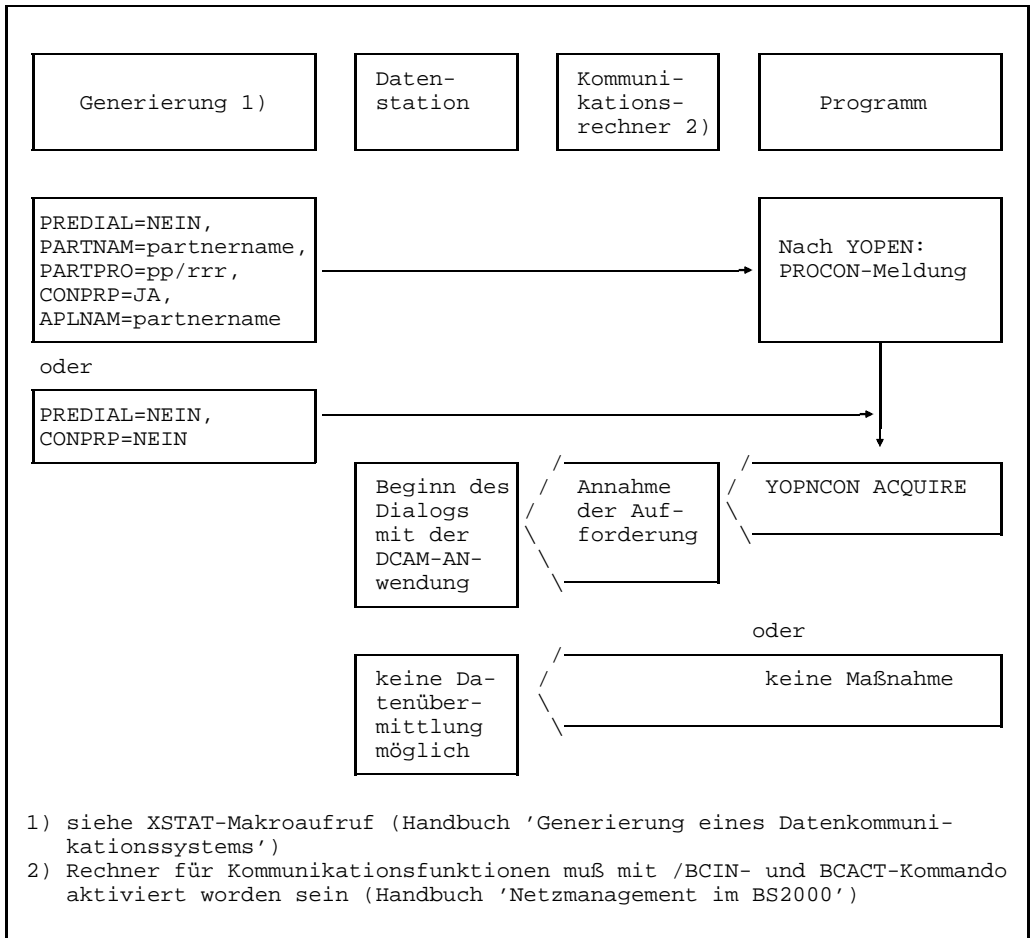 Generierung 1)
Daten-
station
Kommuni-
kations-
rechner 2)
Programm
PREDIAL=NEIN,
PARTNAM=partnername,
PARTPRO=pp/rrr,
CONPRP=JA,
APLNAM=partnername
Nach YOPEN:
PROCON-Meldung
oder
PREDIAL=NEIN,
CONPRP=NEIN
Beginn des
Dialogs
mit der
DCAM-AN-
wendung
Annahme
der Auf-
forderung
YOPNCON ACQUIRE
oder
keine Da-
tenüber-
mittlung
möglich
keine Maßnahme
1) siehe XSTAT-Makroaufruf (Handbuch 'Generierung eines Datenkommuni-
kationssystems')
2) Rechner für Kommunikationsfunktionen muß mit /BCIN- und BCACT-Kommando
aktiviert worden sein (Handbuch 'Netzmanagement im BS2000')